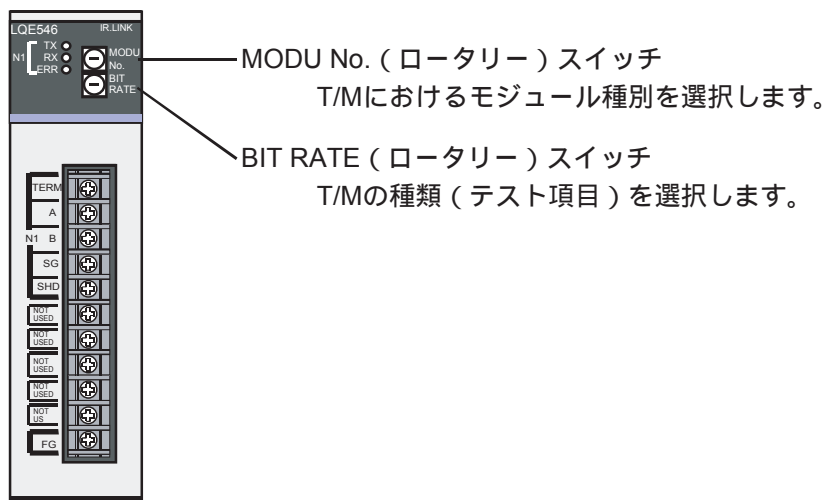 LQE546 IR.LINK
TX
N1 RX
ERR
MODU
No.
BIT
RATE
MODU No.（ロータリー）スイッチ
T/Mにおけるモジュール種別を選択します。
BIT RATE（ロータリー）スイッチ
T/Mの種類（テスト項目）を選択します。
TERM
A
N1 B
SG
SHD
NOT
USED
NOT
USED
NOT
USED
NOT
USED
NOT
US
FG